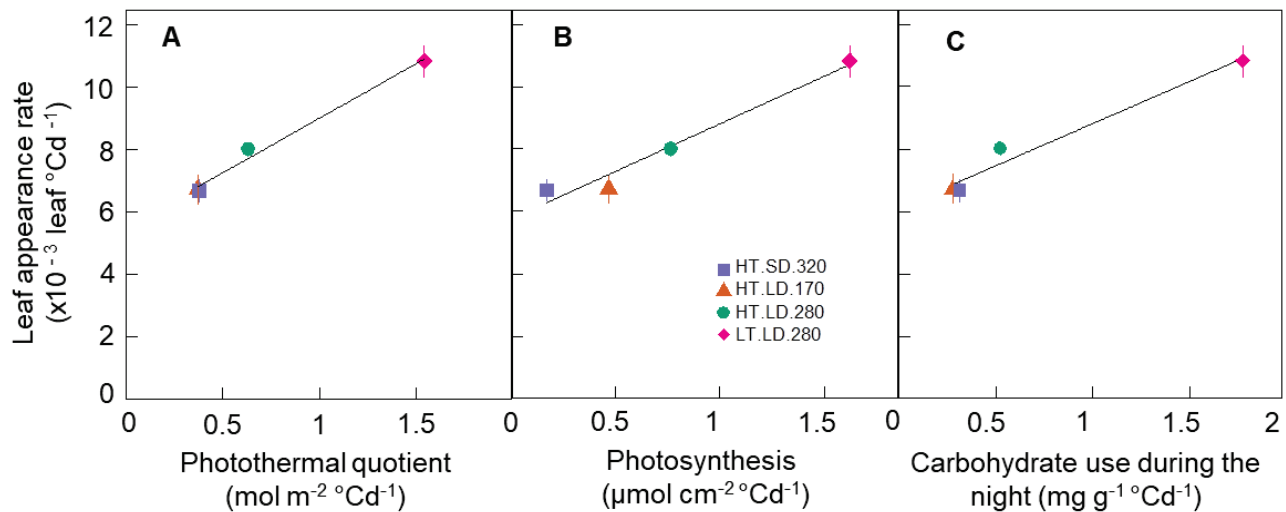 A
B
C
Leaf appearance rate
(x10 - 3 leaf °Cd -1)
12
10
8
6
4
2
0
HT.SD.320
HT.LD.170
HT.LD.280
LT.LD.280
0 0.5 1 1.5 0 0.5 1 1.5 0 0.5 1 1.5 2
Photothermal quotient
(mol m-2 °Cd-1)
Photosynthesis
(µmol cm-2 °Cd-1)
Carbohydrate use during the
night (mg g-1 °Cd-1)